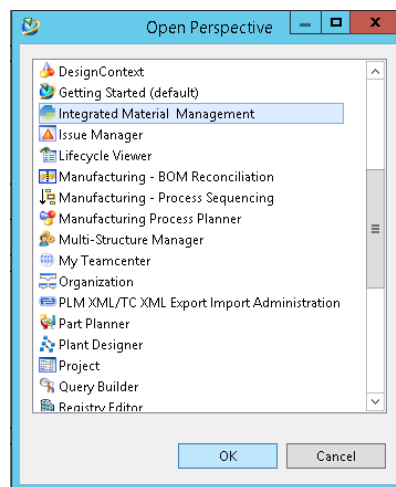 Open Perspective
DesignContext
Getting Started (default)
Integrated Material  Management
Issue Manager
Lifecycle Viewer
Manufacturing - BOM Reconciliation
Manufacturing - Process Sequencing
Manufacturing Process Planner
Multi-Structure Manager
My Teamcenter
Organization
PLM XML/TC XML Export Import Administration
Part Planner
Plant Designer
Project
Query Builder
Registry Editor
OK
Cancel